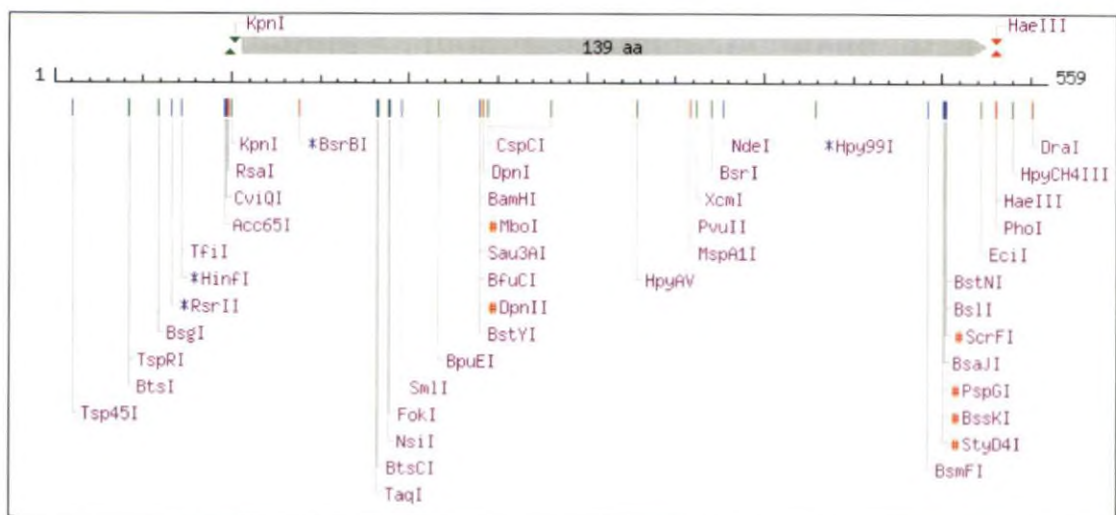 KpnI HaeIII
139 aa
1 559
KpnI *BsrBI CspCI NdeI *Hpy99I DraI
RsaI DpnI BsrI HpyCH4III
CviQI BamHI XcmI HaeIII
Acc65I #MboI PvuII PhoI
TfiI Sau3AI MspA1I EciI
*HinfI BfuCI HpyAV BstNI
*RsrII #DpnII BslI
BsgI BstYI #ScrFI
TspRI BpuEI BsaJI
BtsI SmlI #PspGI
Tsp45I FokI #BssKI
NsiI #StyD4I
BtsCI BsmFI
TaqI